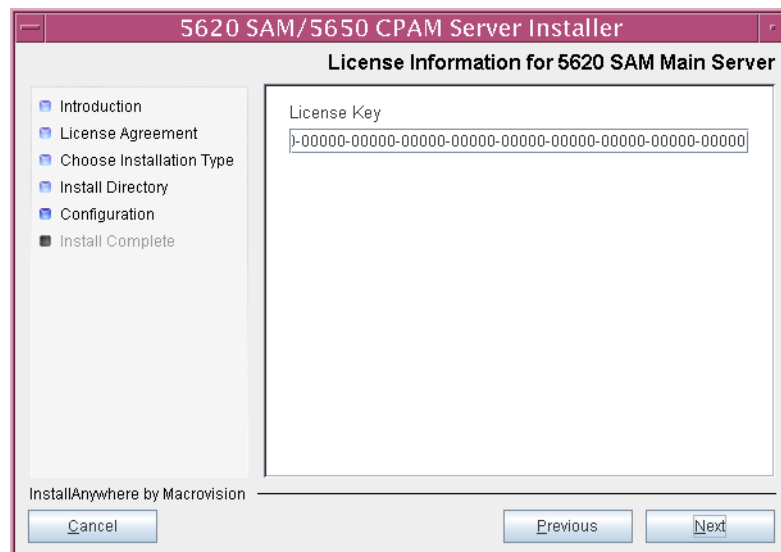 5620 SAM/5650 CPAM Server Installer
License Information for 5620 SAM Main Server
Introduction
License Agreement
Choose Installation Type
Install Directory
Configuration
Install Complete
License Key
)-00000-00000-00000-00000-00000-00000-00000-00000
InstallAnywhere by Macrovision
Cancel
Previous
Next